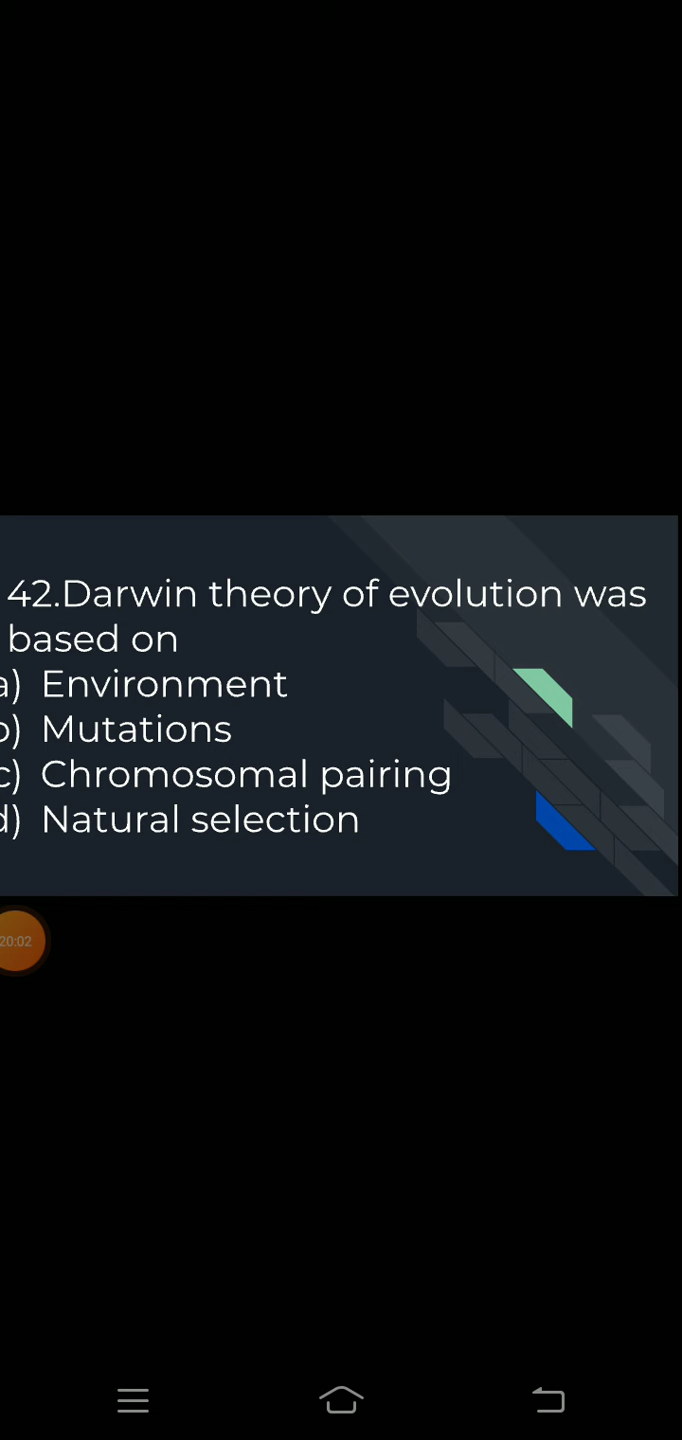 42.Darwin theory of evolution was
based on
a) Environment
b) Mutations
c) Chromosomal pairing
d) Natural selection
20:02